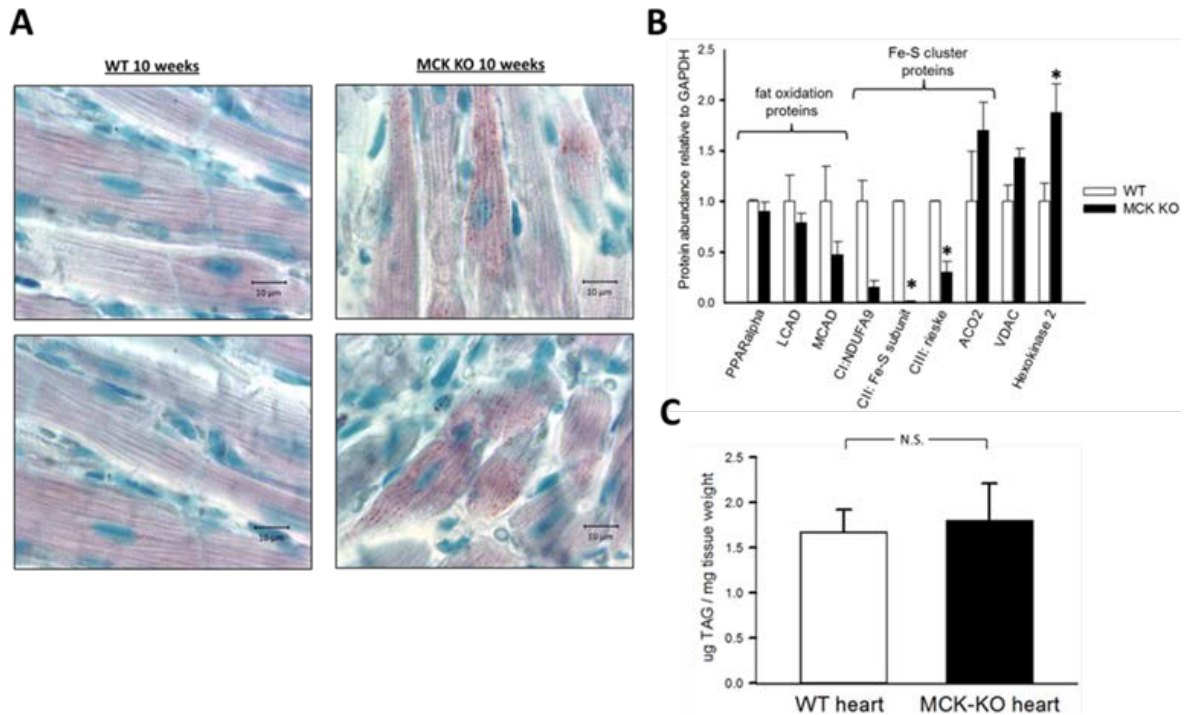 A
WT 10 weeks
MCK KO 10 weeks
10 μm
10 μm
10 μm
10 μm
B
Protein abundance relative to GAPDH
2.5
2.0
1.5
1.0
0.5
0.0
fat oxidation
proteins
Fe-S cluster
proteins
*
*
*
WT
MCK KO
PPARalpha
LCAD
MCAD
CI:NDUFA9
CII: Fe-S subunit
CIII: rieske
ACO2
VDAC
Hexokinase 2
C
N.S.
ug TAG / mg tissue weight
2.5
2.0
1.5
1.0
0.5
0.0
WT heart
MCK-KO heart